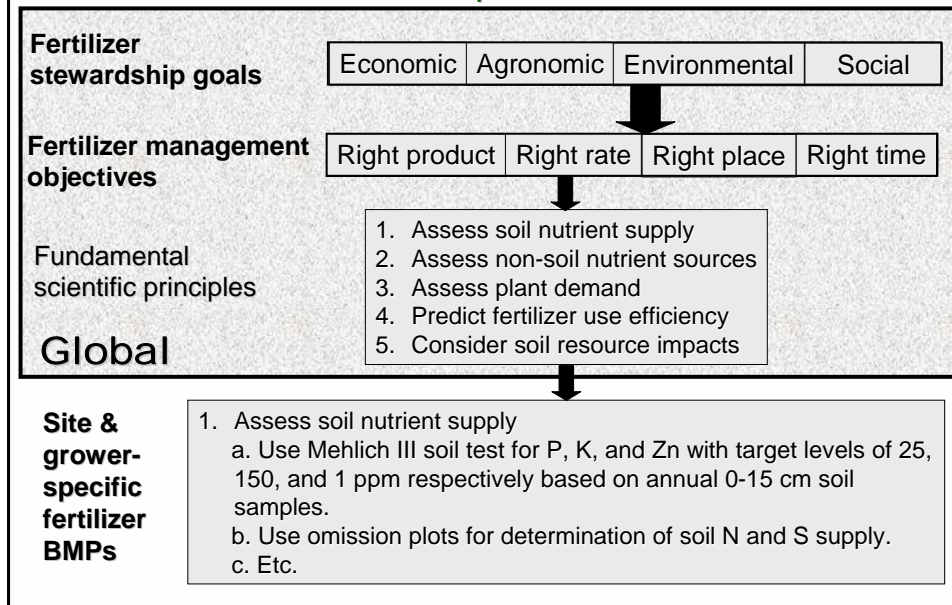 Fertilizer
stewardship goals
Economic Agronomic Environmental Social
Fertilizer management
objectives
Right product Right rate Right place Right time
Fundamental
scientific principles
1. Assess soil nutrient supply
2. Assess non-soil nutrient sources
3. Assess plant demand
4. Predict fertilizer use efficiency
5. Consider soil resource impacts
Global
Site &
grower-
specific
fertilizer
BMPs
1. Assess soil nutrient supply
a. Use Mehlich III soil test for P, K, and Zn with target levels of 25,
150, and 1 ppm respectively based on annual 0-15 cm soil
samples.
b. Use omission plots for determination of soil N and S supply.
c. Etc.